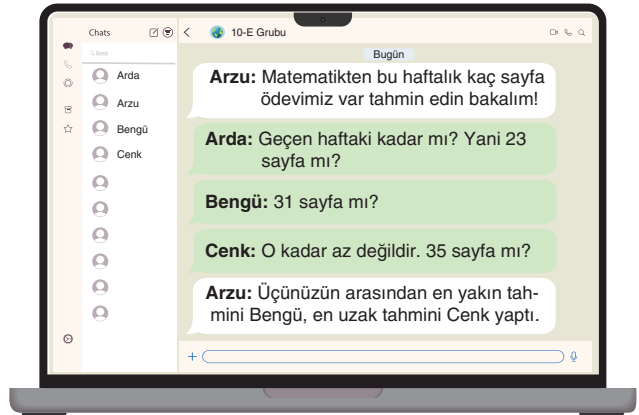 Chats
10-E Grubu
Search
Arda
Arzu
Bengü
Cenk
Bugün
Arzu: Matematikten bu haftalık kaç sayfa
ödevimiz var tahmin edin bakalım!
Arda: Geçen haftaki kadar mı? Yani 23
sayfa mı?
Bengü: 31 sayfa mı?
Cenk: O kadar az değildir. 35 sayfa mı?
Arzu: Üçünüzün arasından en yakın tah-
mini Bengü, en uzak tahmini Cenk yaptı.